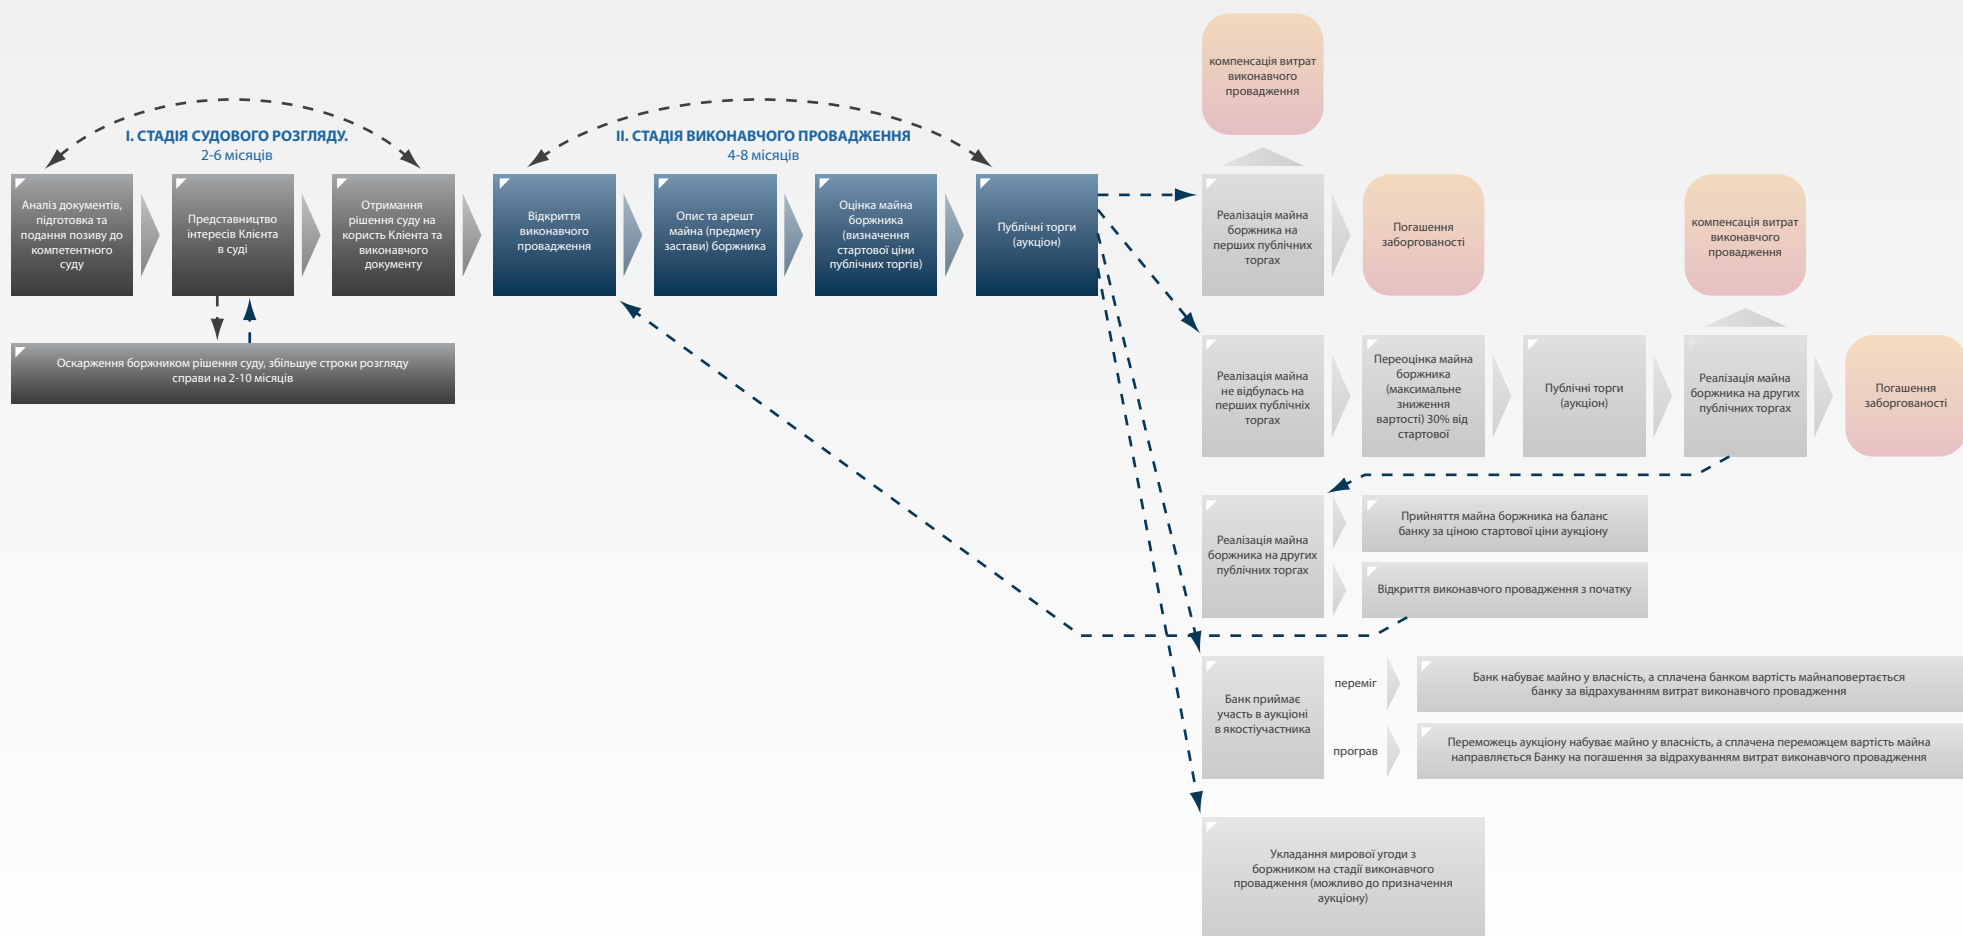 компенсація витрат
виконавчого
провадження
І. СТАДІЯ СУДОВОГО РОЗГЛЯДУ.
2-6 місяців
ІІ. СТАДІЯ ВИКОНАВЧОГО ПРОВАДЖЕННЯ
4-8 місяців
Аналіз документів,
підготовка та
подання позиву до
компетентного
суду
Представництво
інтересів Клієнта
в суді
Отримання
рішення суду на
користь Клієнта та
виконавчого
документу
Відкриття
виконавчого
провадження
Опис та арешт
майна (предмету
застави) боржника
Оцінка майна
боржника
(визначення
стартової ціни
публічних торгів)
Публічні торги
(аукціон)
Реалізація майна
боржника на
перших публічних
торгах
Погашення
заборгованості
компенсація витрат
виконавчого
провадження
Оскарження боржником рішення суду, збільшує строки розгляду
справи на 2-10 місяців
Реалізація майна
не відбулась на
перших публічніх
торгах
Переоцінка майна
боржника
(максимальне
зниження
вартості) 30% від
стартової
Публічні торги
(аукціон)
Реалізація майна
боржника на других
публічних торгах
Погашення
заборгованості
Реалізація майна
боржника на других
публічних торгах
Прийняття майна боржника на баланс
банку за ціною стартової ціни аукціону
Відкриття виконавчого провадження з початку
Банк приймає
участь в аукціоні
в якостіучастника
переміг
Банк набуває майно у власність, а сплачена банком вартість майнаповертається
банку за відрахуванням витрат виконавчого провадження
програв
Переможець аукціону набуває майно у власність, а сплачена переможцем вартість майна
направляється Банку на погашення за відрахуванням витрат виконавчого провадження
Укладання мирової угоди з
боржником на стадії виконавчого
провадження (можливо до призначення
аукціону)